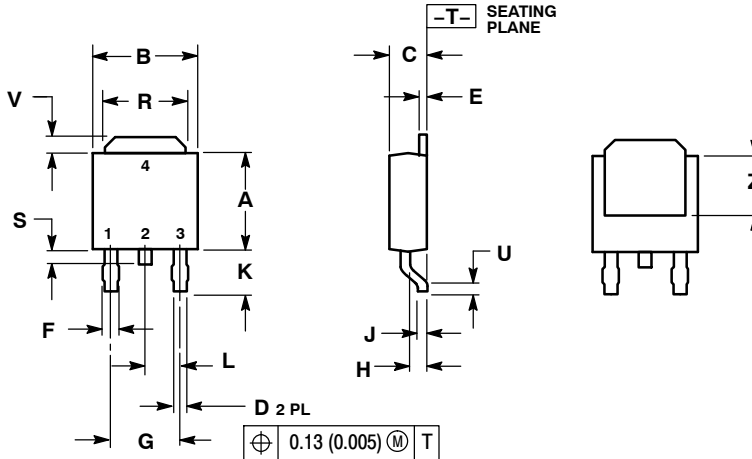 –T– SEATING
PLANE
B
C
V
R
E
4
A
Z
S
1 2 3
K
U
F
J
L
H
D 2 PL
G
⌖ 0.13 (0.005) Ⓜ T